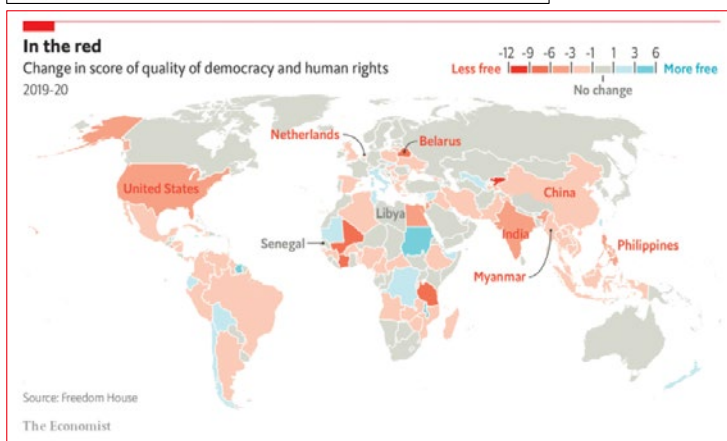 In the red
Change in score of quality of democracy and human rights
2019-20
-12 -9 -6 -3 -1 1 3 6
Less free More free
No change
Netherlands
Belarus
United States
China
Libya
India
Senegal
Philippines
Myanmar
Source: Freedom House
The Economist